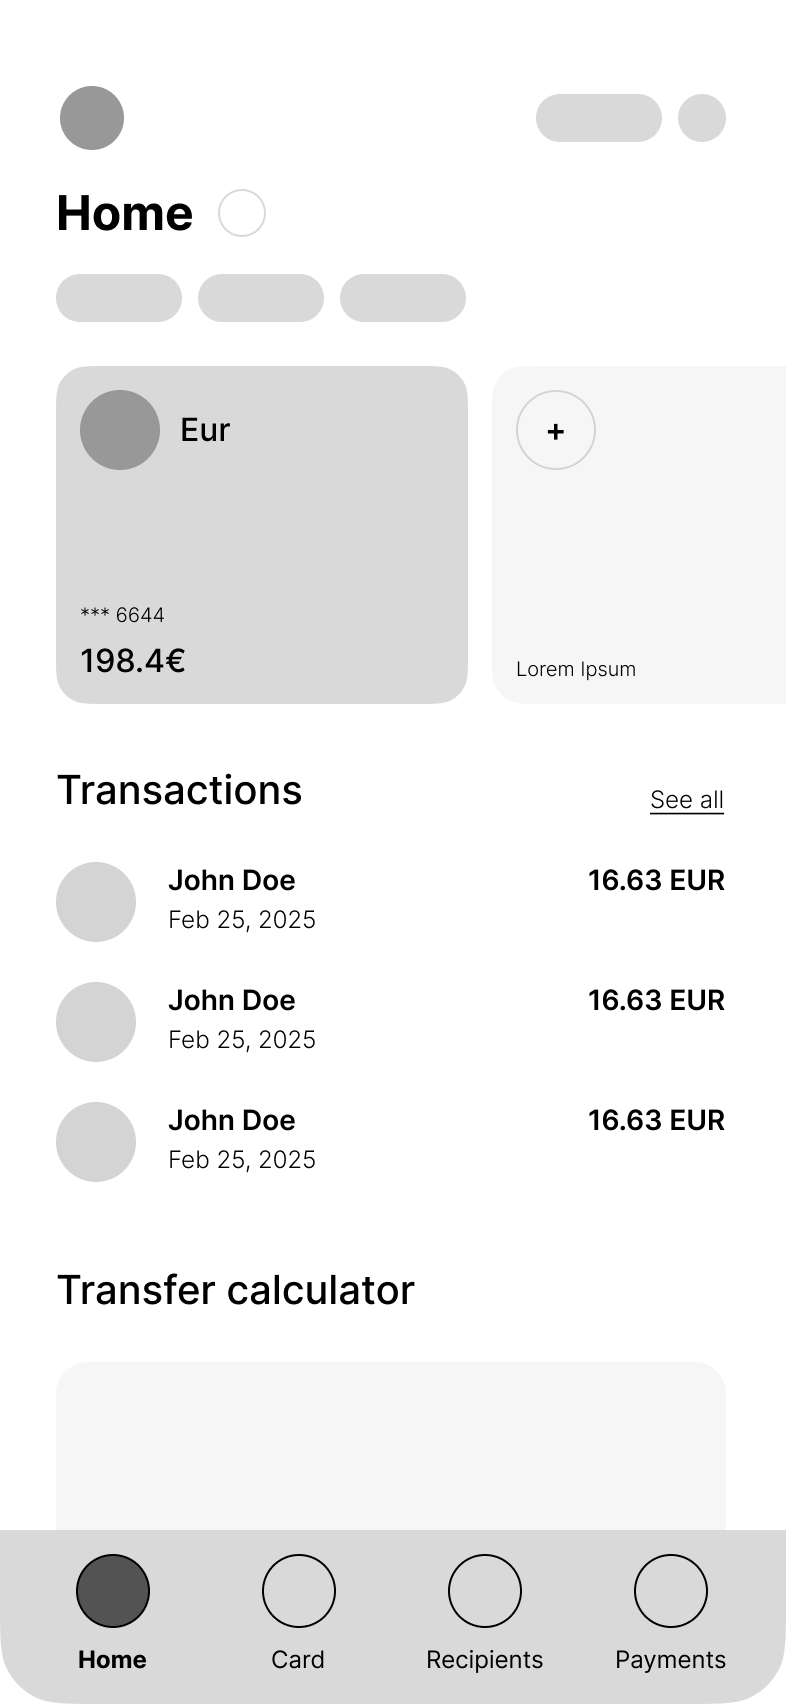 Home
Eur
+
*** 6644
198.4€
Lorem Ipsum
Transactions
See all
John Doe
16.63 EUR
Feb 25, 2025
John Doe
16.63 EUR
Feb 25, 2025
John Doe
16.63 EUR
Feb 25, 2025
Transfer calculator
Home
Card
Recipients
Payments